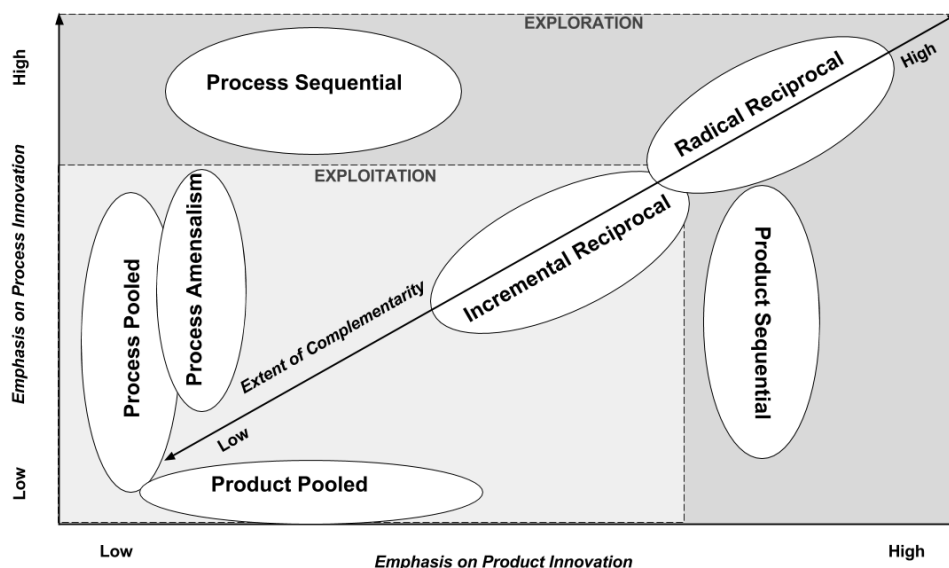 EXPLORATION
High
Process Sequential
Radical Reciprocal
High
EXPLOITATION
Emphasis on Process Innovation
Process Pooled
Process Amensalism
Incremental Reciprocal
Product Sequential
Extent of Complementarity
Low
Low
Product Pooled
Low
High
Emphasis on Product Innovation